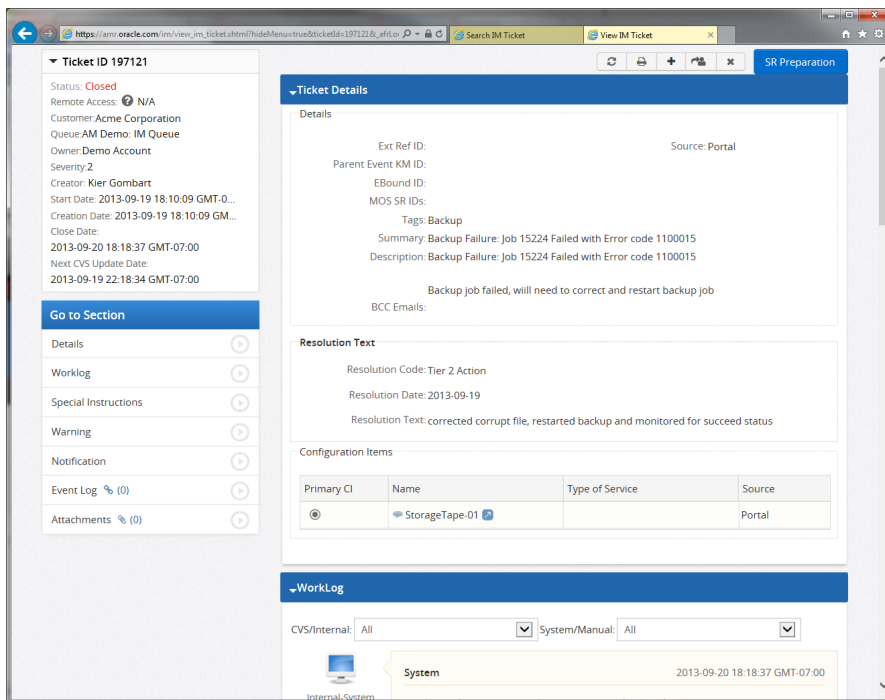 https://amr.oracle.com/im/view_im_ticket.xhtml?hideMenu=true&ticketId=197121&_afrLo
Search IM Ticket
View IM Ticket
Ticket ID 197121
Status: Closed
Remote Access: N/A
Customer:Acme Corporation
Queue:AM Demo: IM Queue
Owner:Demo Account
Severity:2
Creator: Kier Gombart
Start Date: 2013-09-19 18:10:09 GMT-0...
Creation Date: 2013-09-19 18:10:09 GM...
Close Date:
2013-09-20 18:18:37 GMT-07:00
Next CVS Update Date:
2013-09-19 22:18:34 GMT-07:00
Go to Section
Details
Worklog
Special Instructions
Warning
Notification
Event Log (0)
Attachments (0)
SR Preparation
Ticket Details
Details
Ext Ref ID: Source: Portal
Parent Event KM ID:
EBound ID:
MOS SR IDs:
Tags: Backup
Summary: Backup Failure: Job 15224 Failed with Error code 1100015
Description: Backup Failure: Job 15224 Failed with Error code 1100015
Backup job failed, wiill need to correct and restart backup job
BCC Emails:
Resolution Text
Resolution Code: Tier 2 Action
Resolution Date: 2013-09-19
Resolution Text: corrected corrupt file, restarted backup and monitored for succeed status
Configuration Items
Primary CI Name Type of Service Source
StorageTape-01 Portal
WorkLog
CVS/Internal: All System/Manual: All
System 2013-09-20 18:18:37 GMT-07:00
Internal-System